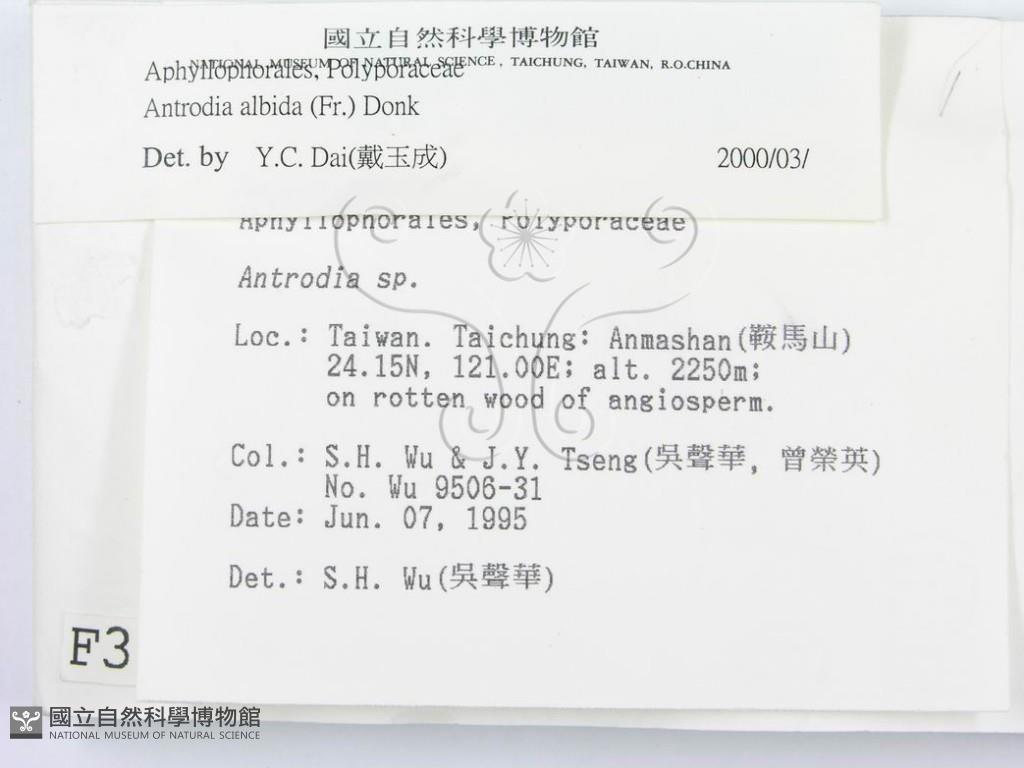 國立自然科學博物館
NATIONAL MUSEUM OF NATURAL SCIENCE, TAICHUNG, TAIWAN, R.O.CHINA
Aphyllophorales, Polyporaceae
Antrodia albida (Fr.) Donk
Det. by Y.C. Dai(戴玉成) 2000/03/
Aphyllophorales, Polyporaceae
Antrodia sp.
Loc.: Taiwan. Taichung: Anmashan(鞍馬山)
24.15N, 121.00E; alt. 2250m;
on rotten wood of angiosperm.
Col.: S.H. Wu & J.Y. Tseng(吳聲華, 曾榮英)
No. Wu 9506-31
Date: Jun. 07, 1995
Det.: S.H. Wu(吳聲華)
F3
國立自然科學博物館
NATIONAL MUSEUM OF NATURAL SCIENCE